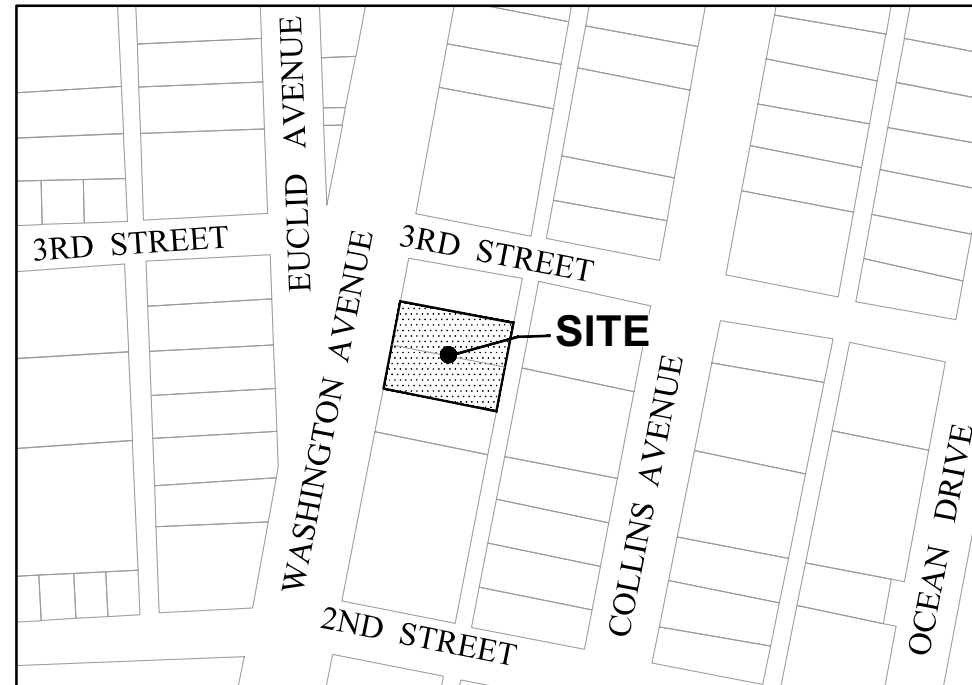 EUCLID AVENUE
3RD STREET
WASHINGTON AVENUE
3RD STREET
SITE
COLLINS AVENUE
OCEAN DRIVE
2ND STREET